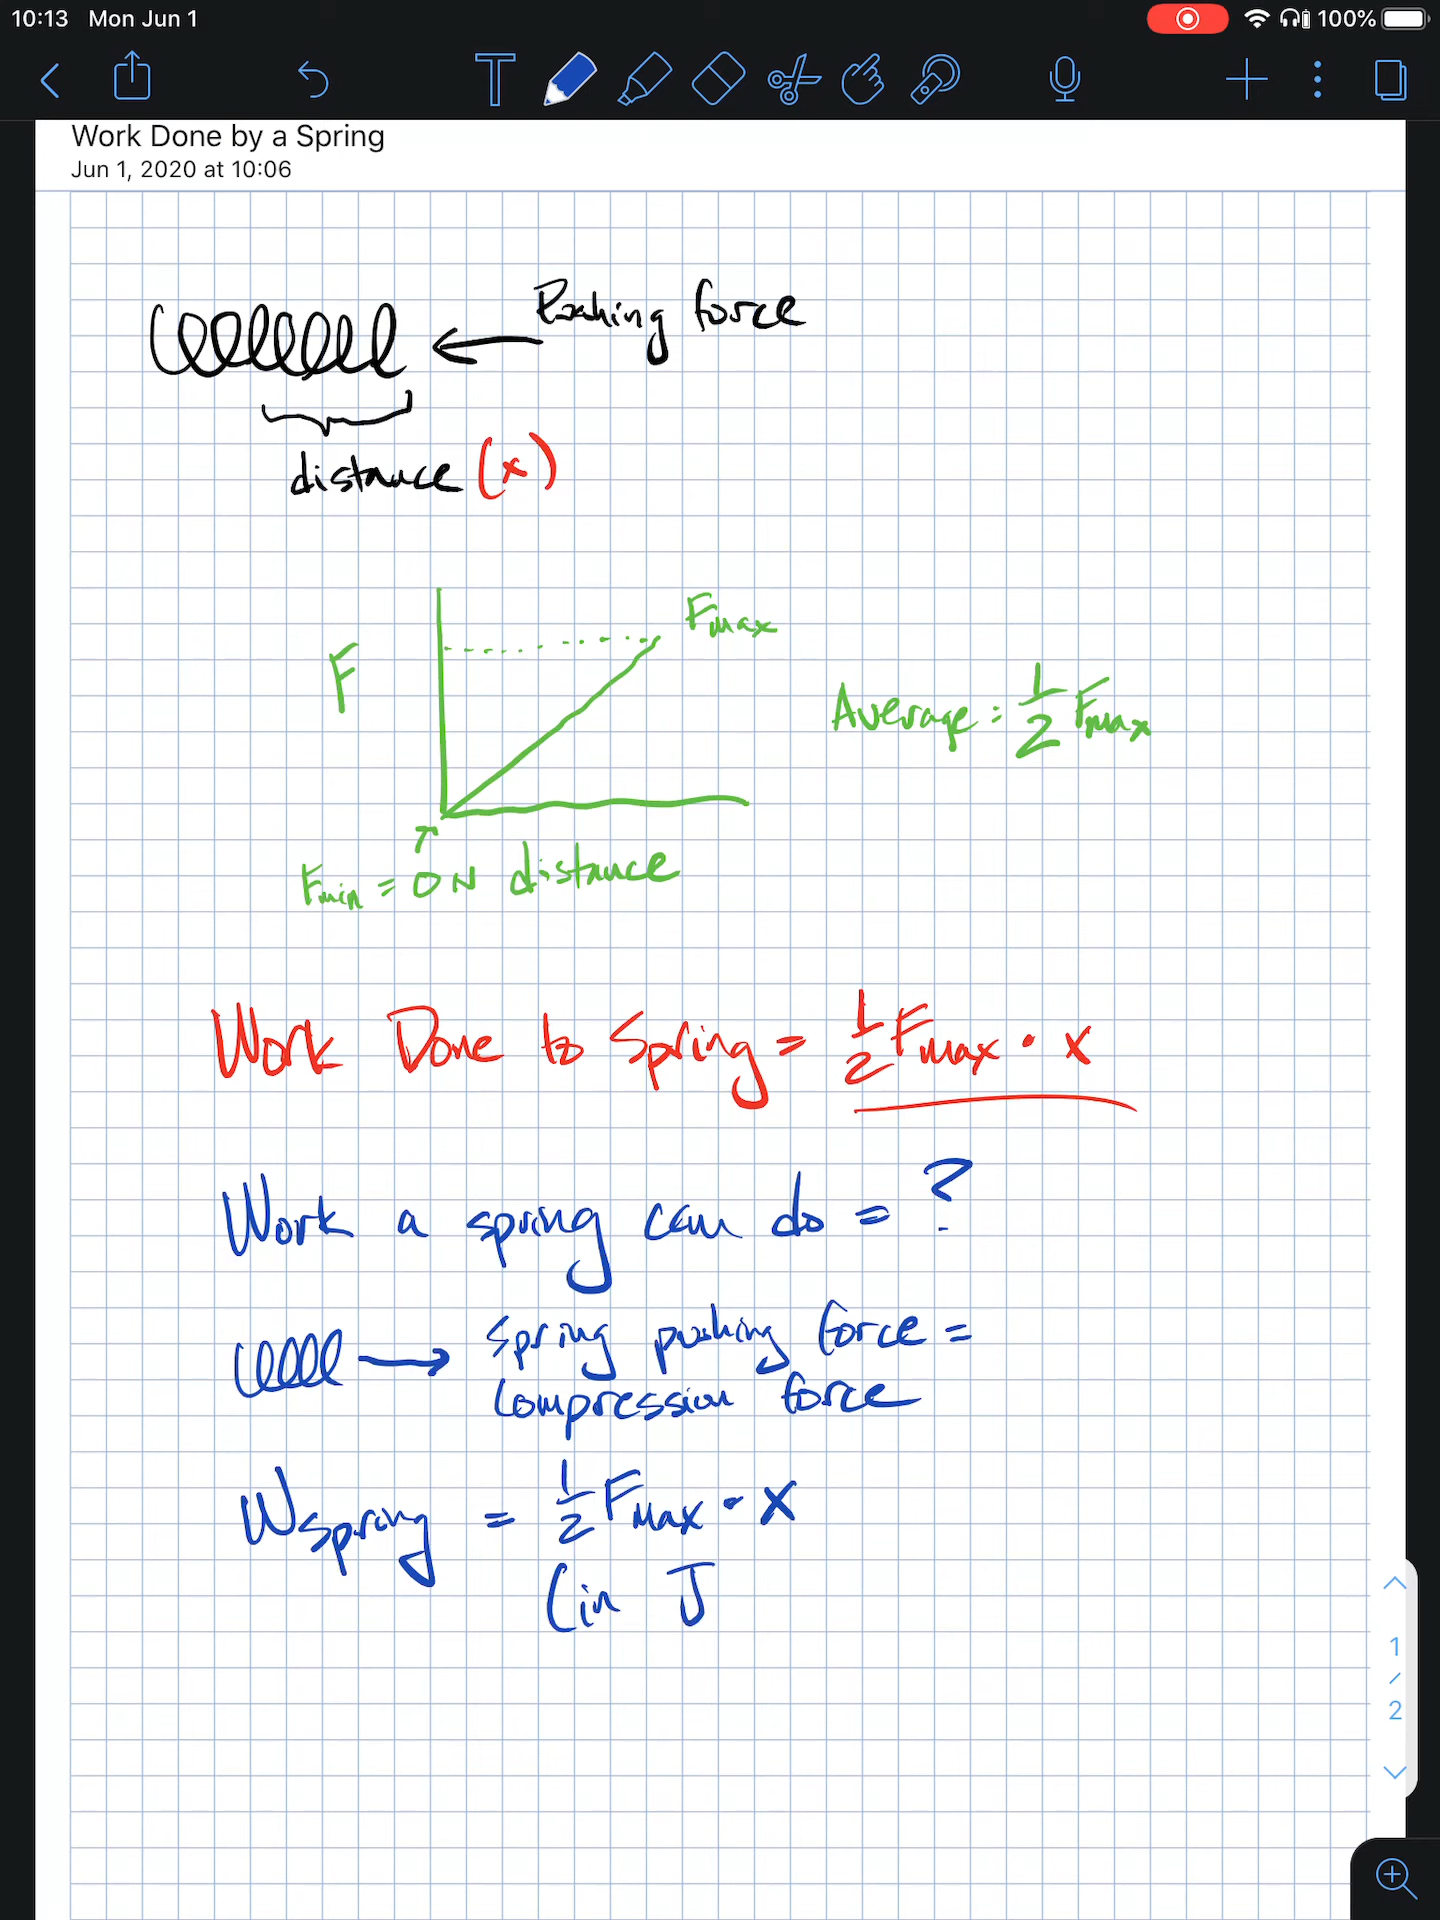 10:13 Mon Jun 1 100%
T
Work Done by a Spring
Jun 1, 2020 at 10:06
Pushing force
distance (x)
Fmax
F
Average = 1/2 Fmax
Fmin = 0N distance
Work Done to Spring = 1/2 Fmax · x
Work a spring can do = ?
spring pushing force =
compression force
Wspring = 1/2 Fmax · x
(in J
1
/
2